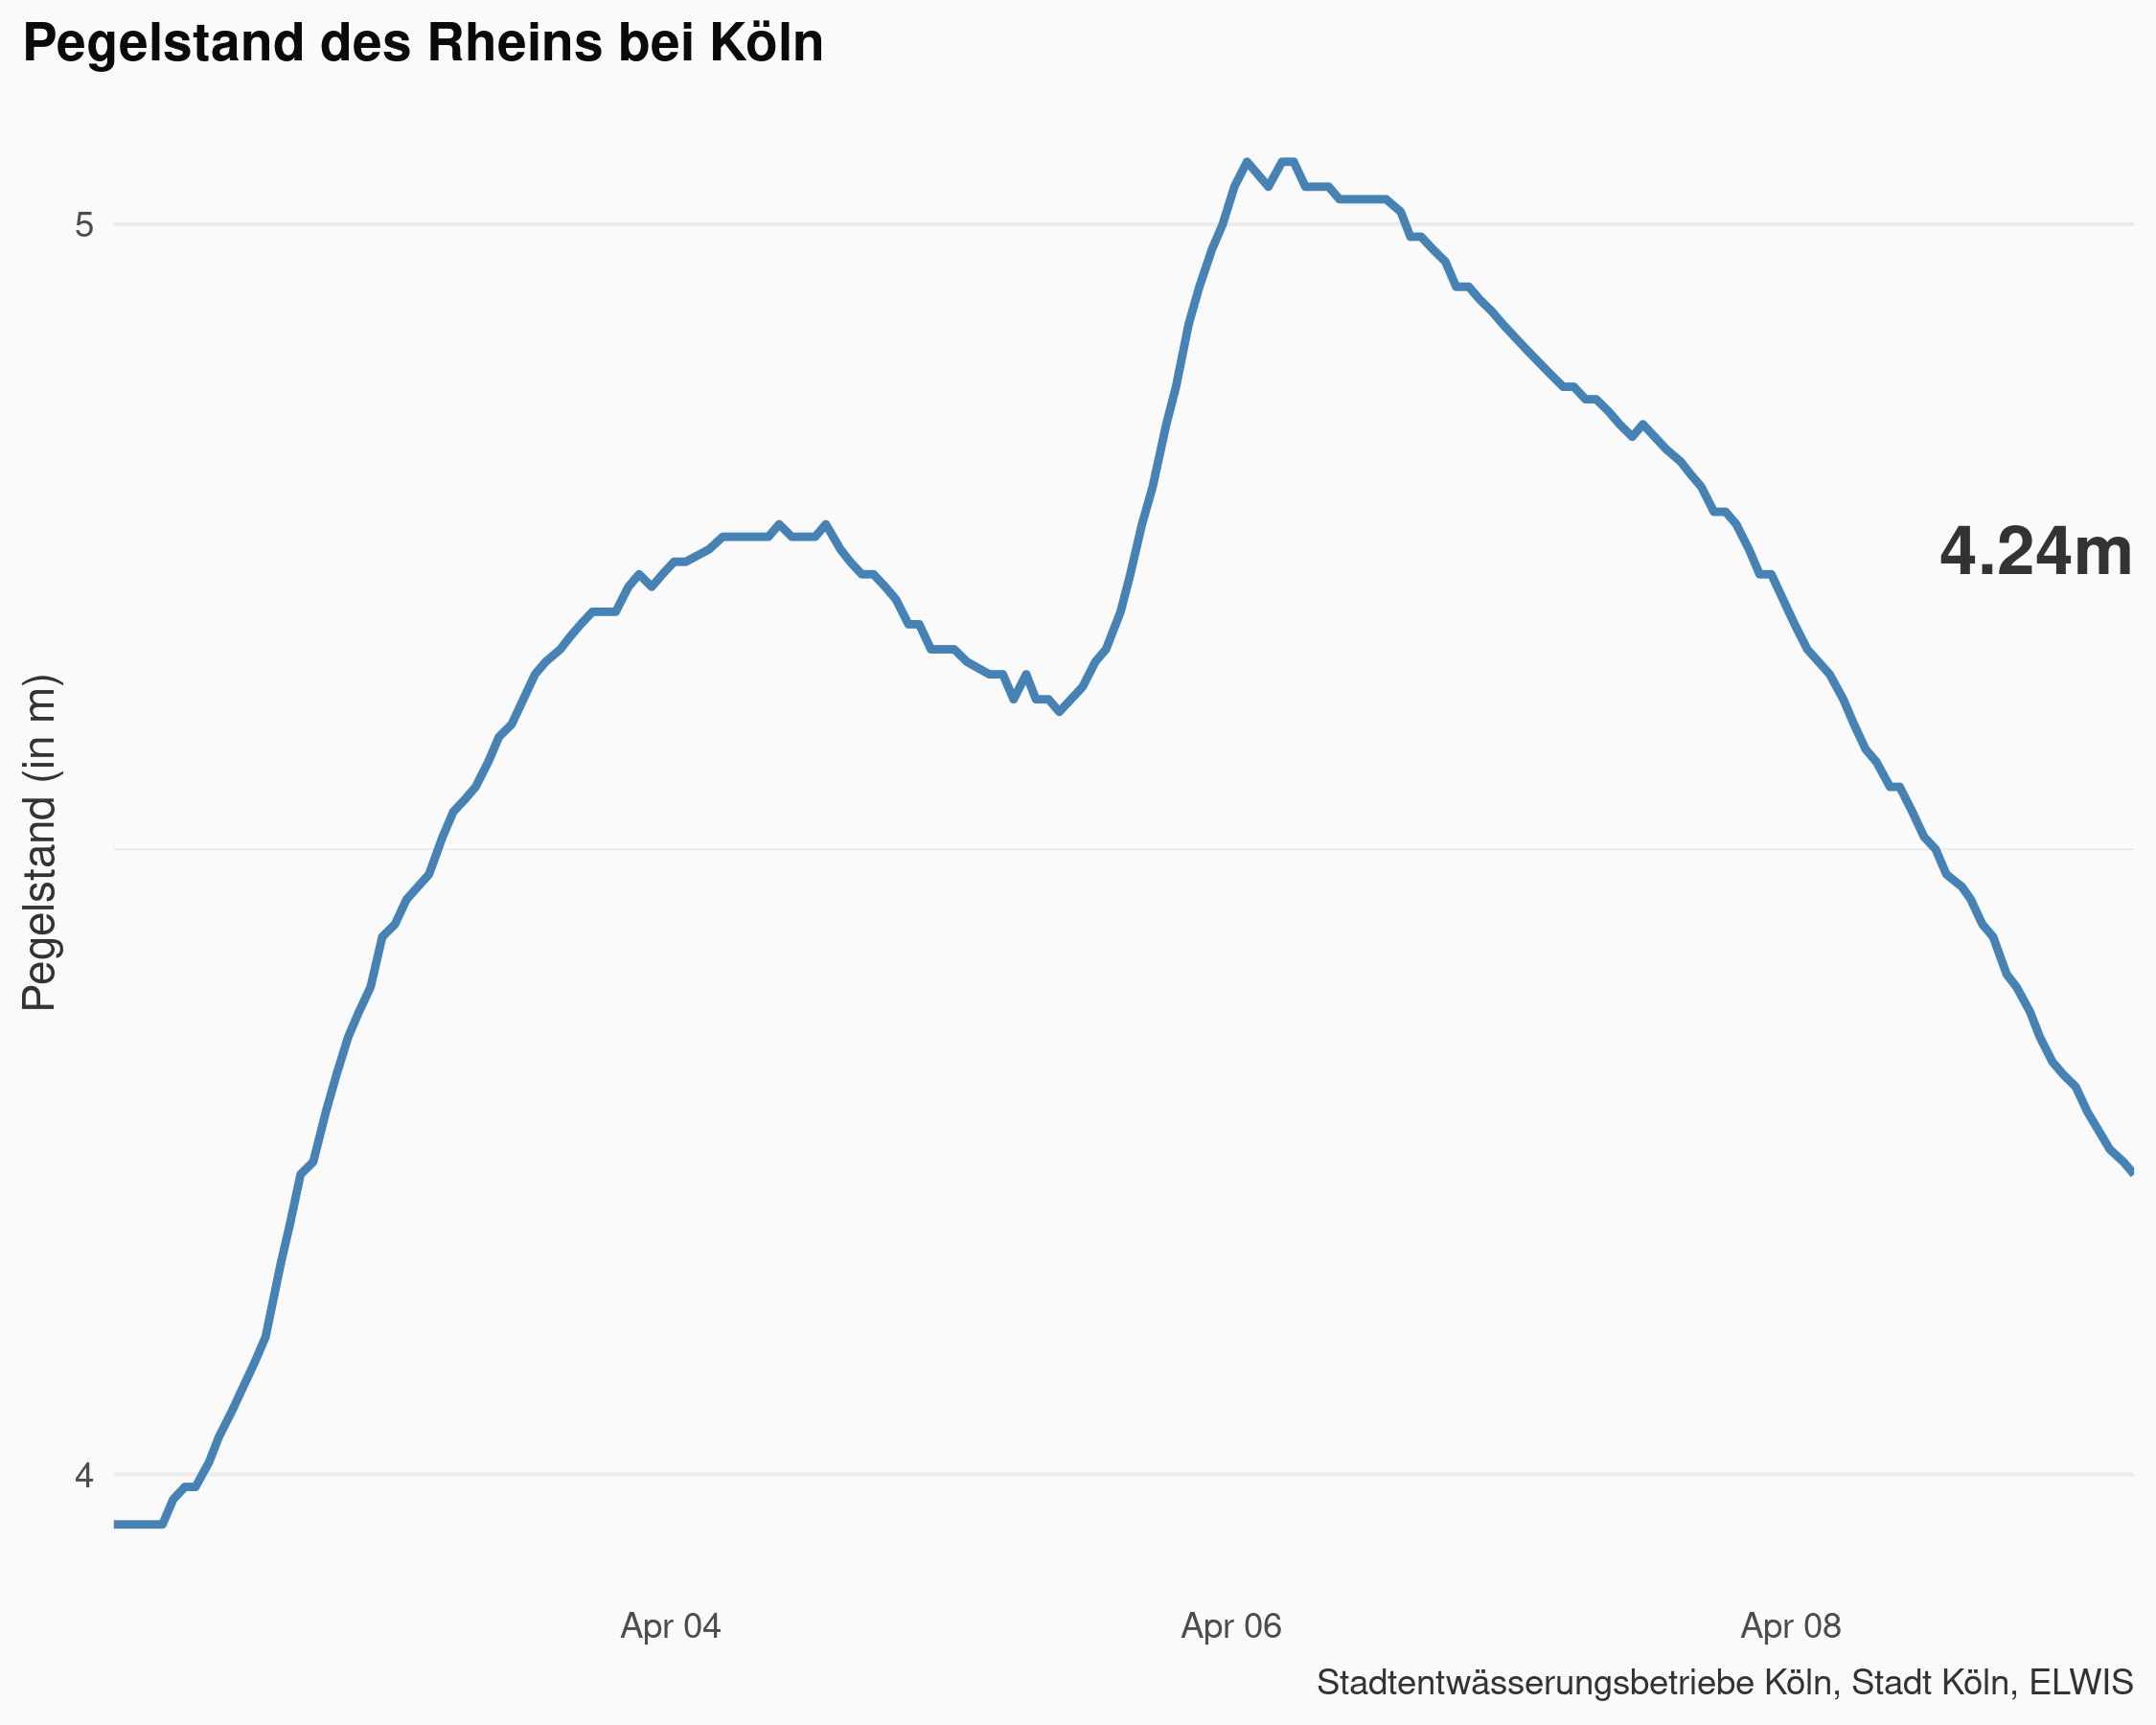 Pegelstand des Rheins bei Köln
Pegelstand (in m)
5
4
4.24m
Apr 04
Apr 06
Apr 08
Stadtentwässerungsbetriebe Köln, Stadt Köln, ELWIS